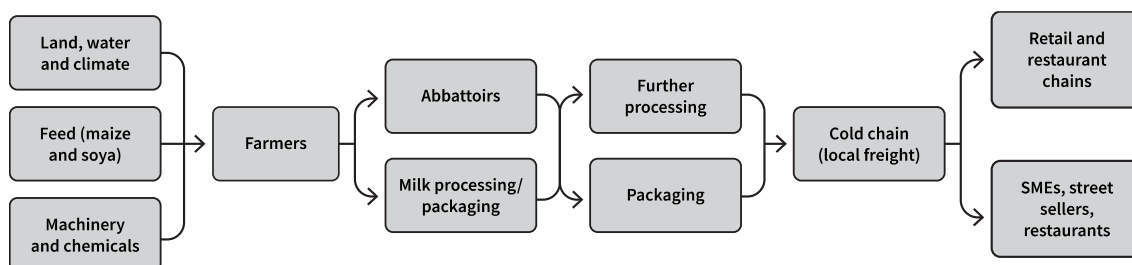 Land, water
and climate
Feed (maize
and soya)
Machinery
and chemicals
Farmers
Abbattoirs
Milk processing/
packaging
Further
processing
Packaging
Cold chain
(local freight)
Retail and
restaurant
chains
SMEs, street
sellers,
restaurants